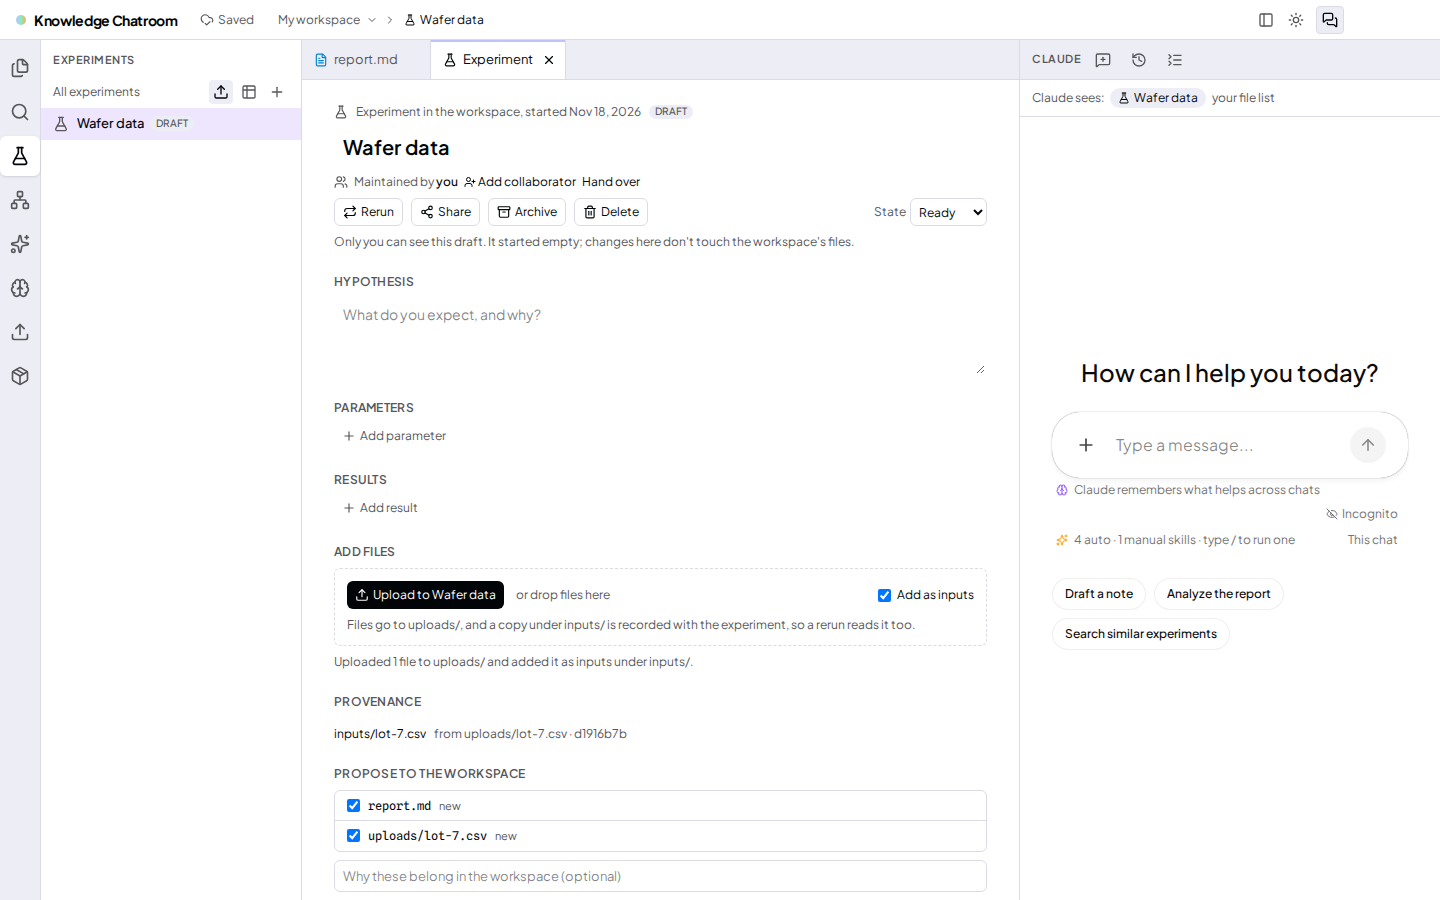 Knowledge Chatroom
Saved
My workspace
Wafer data
EXPERIMENTS
All experiments
Wafer data DRAFT
report.md
Experiment
Experiment in the workspace, started Nov 18, 2026 DRAFT
Wafer data
Maintained by you Add collaborator Hand over
Rerun Share Archive Delete State Ready
Only you can see this draft. It started empty; changes here don't touch the workspace's files.
HYPOTHESIS
What do you expect, and why?
PARAMETERS
Add parameter
RESULTS
Add result
ADD FILES
Upload to Wafer data or drop files here Add as inputs
Files go to uploads/, and a copy under inputs/ is recorded with the experiment, so a rerun reads it too.
Uploaded 1 file to uploads/ and added it as inputs under inputs/.
PROVENANCE
inputs/lot-7.csv from uploads/lot-7.csv · d1916b7b
PROPOSE TO THE WORKSPACE
report.md new
uploads/lot-7.csv new
Why these belong in the workspace (optional)
CLAUDE
Claude sees: Wafer data your file list
How can I help you today?
Type a message...
Claude remembers what helps across chats
Incognito
4 auto · 1 manual skills · type / to run one This chat
Draft a note Analyze the report
Search similar experiments